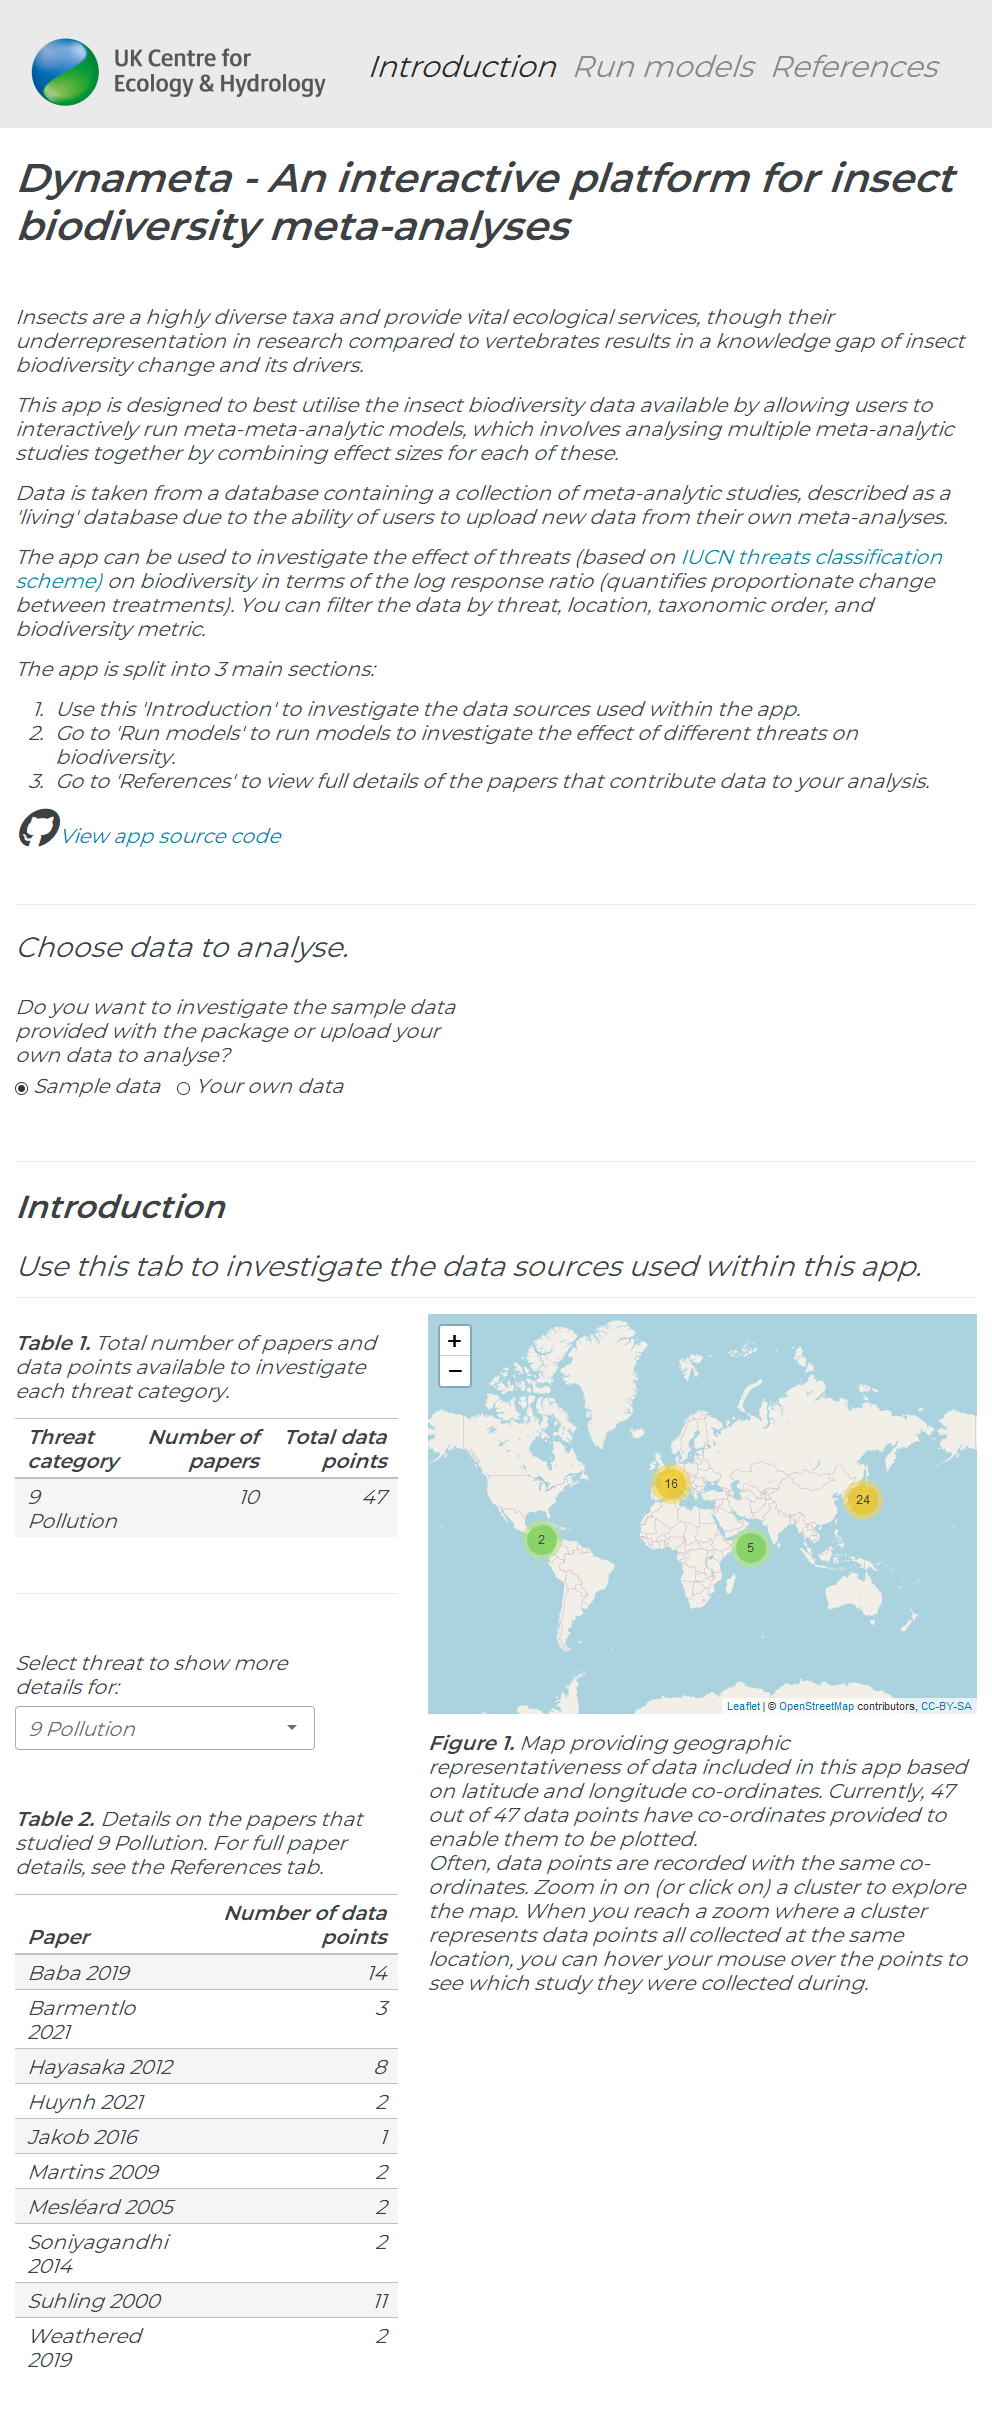 UK Centre for
Ecology & Hydrology
Introduction Run models References
Dynameta - An interactive platform for insect
biodiversity meta-analyses
Insects are a highly diverse taxa and provide vital ecological services, though their
underrepresentation in research compared to vertebrates results in a knowledge gap of insect
biodiversity change and its drivers.
This app is designed to best utilise the insect biodiversity data available by allowing users to
interactively run meta-meta-analytic models, which involves analysing multiple meta-analytic
studies together by combining effect sizes for each of these.
Data is taken from a database containing a collection of meta-analytic studies, described as a
'living' database due to the ability of users to upload new data from their own meta-analyses.
The app can be used to investigate the effect of threats (based on IUCN threats classification
scheme) on biodiversity in terms of the log response ratio (quantifies proportionate change
between treatments). You can filter the data by threat, location, taxonomic order, and
biodiversity metric.
The app is split into 3 main sections:
1. Use this 'Introduction' to investigate the data sources used within the app.
2. Go to 'Run models' to run models to investigate the effect of different threats on
biodiversity.
3. Go to 'References' to view full details of the papers that contribute data to your analysis.
View app source code
Choose data to analyse.
Do you want to investigate the sample data
provided with the package or upload your
own data to analyse?
Sample data Your own data
Introduction
Use this tab to investigate the data sources used within this app.
Table 1. Total number of papers and
data points available to investigate
each threat category.
Threat Number of Total data
category papers points
9 10 47
Pollution
Select threat to show more
details for:
9 Pollution
Table 2. Details on the papers that
studied 9 Pollution. For full paper
details, see the References tab.
Number of data
Paper points
Baba 2019 14
Barmentlo 3
2021
Hayasaka 2012 8
Huynh 2021 2
Jakob 2016 1
Martins 2009 2
Mesléard 2005 2
Soniyagandhi 2
2014
Suhling 2000 11
Weathered 2
2019
+
−
16
24
2
5
Leaflet | © OpenStreetMap contributors, CC-BY-SA
Figure 1. Map providing geographic
representativeness of data included in this app based
on latitude and longitude co-ordinates. Currently, 47
out of 47 data points have co-ordinates provided to
enable them to be plotted.
Often, data points are recorded with the same co-
ordinates. Zoom in on (or click on) a cluster to explore
the map. When you reach a zoom where a cluster
represents data points all collected at the same
location, you can hover your mouse over the points to
see which study they were collected during.